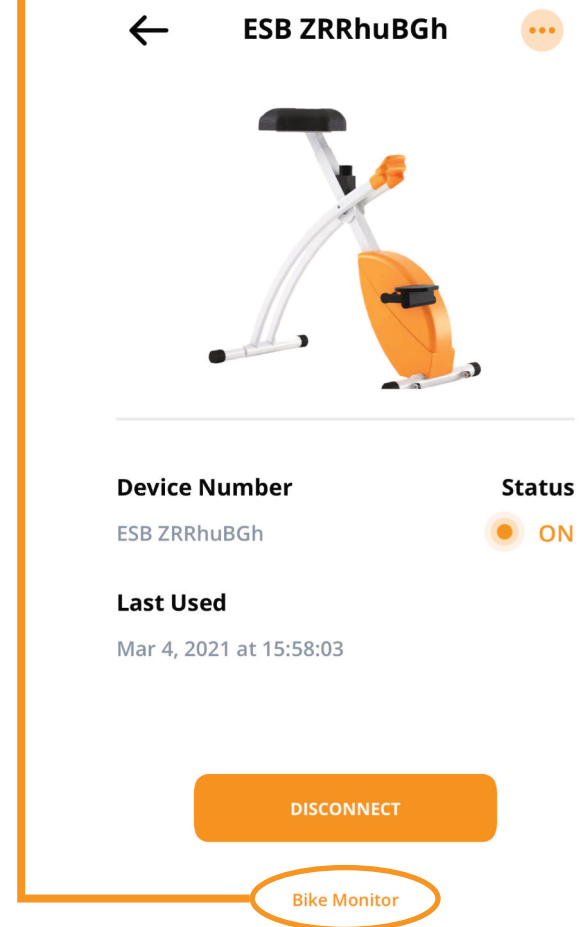 ESB ZRRhuBGh
Device Number
Status
ESB ZRRhuBGh
ON
Last Used
Mar 4, 2021 at 15:58:03
DISCONNECT
Bike Monitor